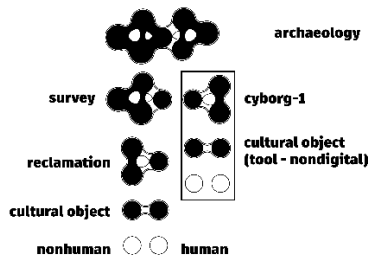 archaeology
survey
cyborg-1
cultural object
(tool - nondigital)
reclamation
cultural object
nonhuman
human